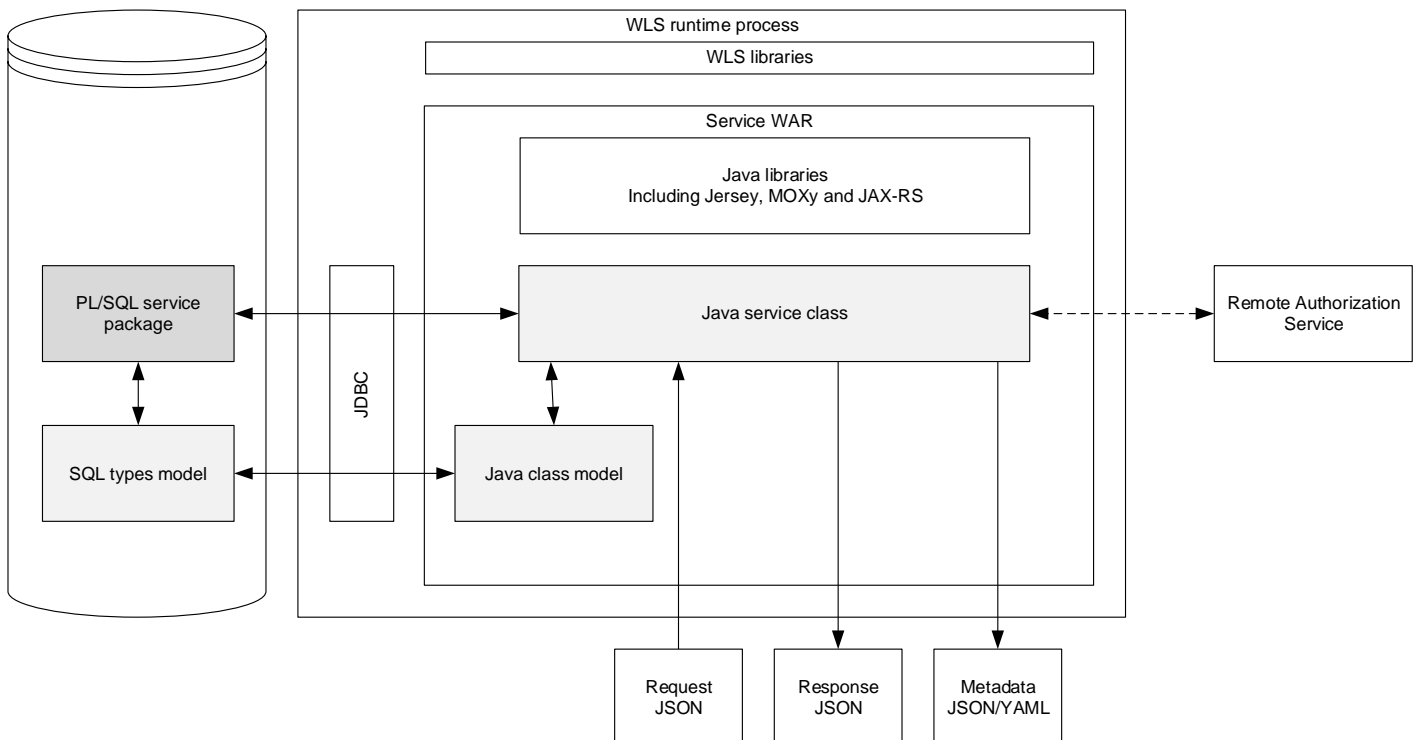 WLS runtime process
WLS libraries
Service WAR
Java libraries
Including Jersey, MOXy and JAX-RS
PL/SQL service
package
JDBC
Java service class
Remote Authorization
Service
SQL types model
Java class model
Request
JSON
Response
JSON
Metadata
JSON/YAML